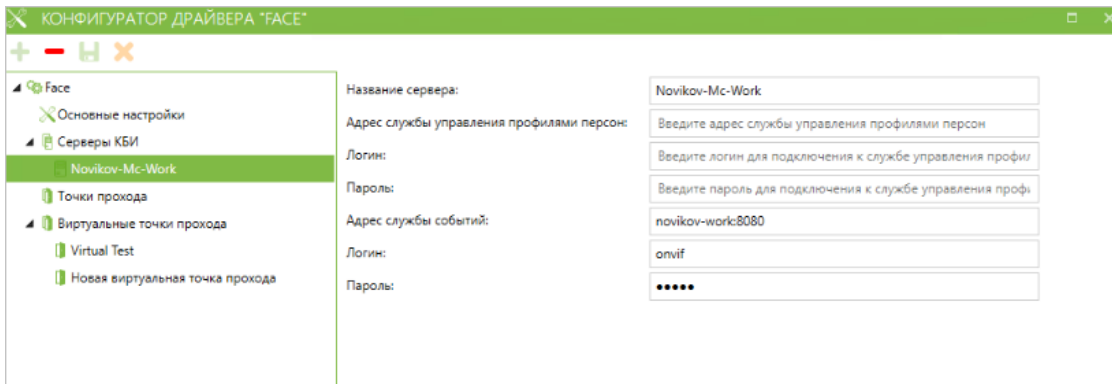 КОНФИГУРАТОР ДРАЙВЕРА "FACE"
Face
Основные настройки
Серверы КБИ
Novikov-Mc-Work
Точки прохода
Виртуальные точки прохода
Virtual Test
Новая виртуальная точка прохода
Название сервера: Novikov-Mc-Work
Адрес службы управления профилями персон: Введите адрес службы управления профилями персон
Логин: Введите логин для подключения к службе управления профил
Пароль: Введите пароль для подключения к службе управления проф
Адрес службы событий: novikov-work:8080
Логин: onvif
Пароль: •••••